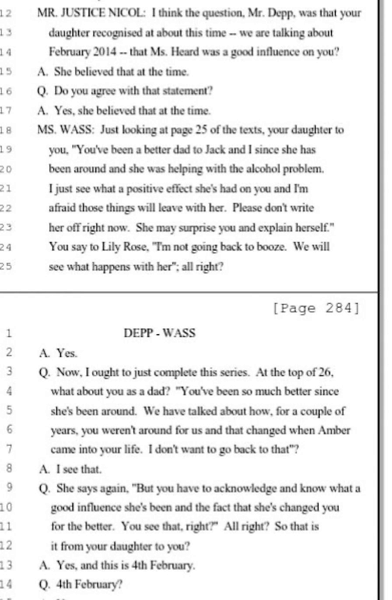 12 MR. JUSTICE NICOL: I think the question, Mr. Depp, was that your
13 daughter recognised at about this time -- we are talking about
14 February 2014 -- that Ms. Heard was a good influence on you?
15 A. She believed that at the time.
16 Q. Do you agree with that statement?
17 A. Yes, she believed that at the time.
18 MS. WASS: Just looking at page 25 of the texts, your daughter to
19 you, "You've been a better dad to Jack and I since she has
20 been around and she was helping with the alcohol problem.
21 I just see what a positive effect she's had on you and I'm
22 afraid those things will leave with her. Please don't write
23 her off right now. She may surprise you and explain herself."
24 You say to Lily Rose, "I'm not going back to booze. We will
25 see what happens with her"; all right?
[Page 284]
1 DEPP - WASS
2 A. Yes.
3 Q. Now, I ought to just complete this series. At the top of 26,
4 what about you as a dad? "You've been so much better since
5 she's been around. We have talked about how, for a couple of
6 years, you weren't around for us and that changed when Amber
7 came into your life. I don't want to go back to that"?
8 A. I see that.
9 Q. She says again, "But you have to acknowledge and know what a
10 good influence she's been and the fact that she's changed you
11 for the better. You see that, right?" All right? So that is
12 it from your daughter to you?
13 A. Yes, and this is 4th February.
14 Q. 4th February?